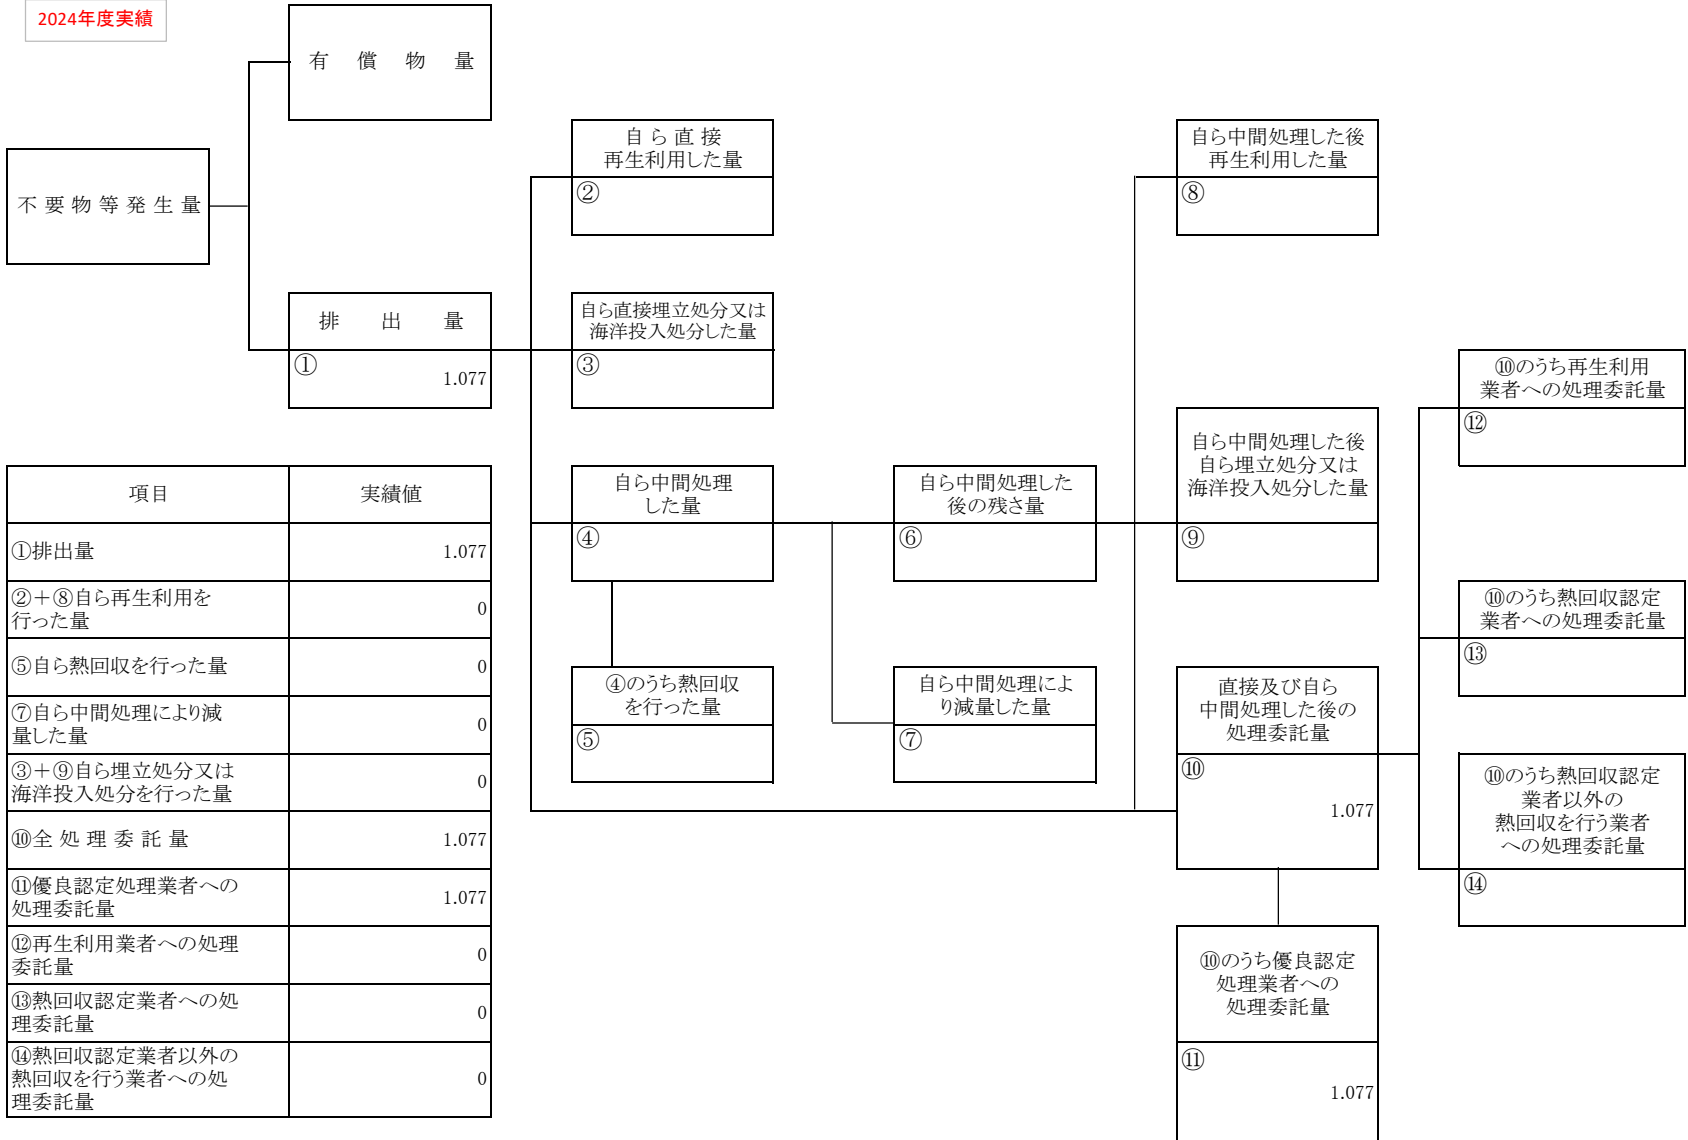 2024年度実績
有償物量
不要物等発生量
排出量
①
1.077
自ら直接
再生利用した量
②
自ら直接埋立処分又は
海洋投入処分した量
③
自ら中間処理
した量
④
④のうち熱回収
を行った量
⑤
自ら中間処理した
後の残さ量
⑥
自ら中間処理によ
り減量した量
⑦
自ら中間処理した後
再生利用した量
⑧
自ら中間処理した後
自ら埋立処分又は
海洋投入処分した量
⑨
直接及び自ら
中間処理した後の
処理委託量
⑩
1.077
⑩のうち優良認定
処理業者への
処理委託量
⑪
1.077
⑩のうち再生利用
業者への処理委託量
⑫
⑩のうち熱回収認定
業者への処理委託量
⑬
⑩のうち熱回収認定
業者以外の
熱回収を行う業者
への処理委託量
⑭
項目 実績値
①排出量 1.077
②＋⑧自ら再生利用を
行った量 0
⑤自ら熱回収を行った量 0
⑦自ら中間処理により減
量した量 0
③＋⑨自ら埋立処分又は
海洋投入処分を行った量 0
⑩全処理委託量 1.077
⑪優良認定処理業者への
処理委託量 1.077
⑫再生利用業者への処理
委託量 0
⑬熱回収認定業者への処
理委託量 0
⑭熱回収認定業者以外の
熱回収を行う業者への処
理委託量 0